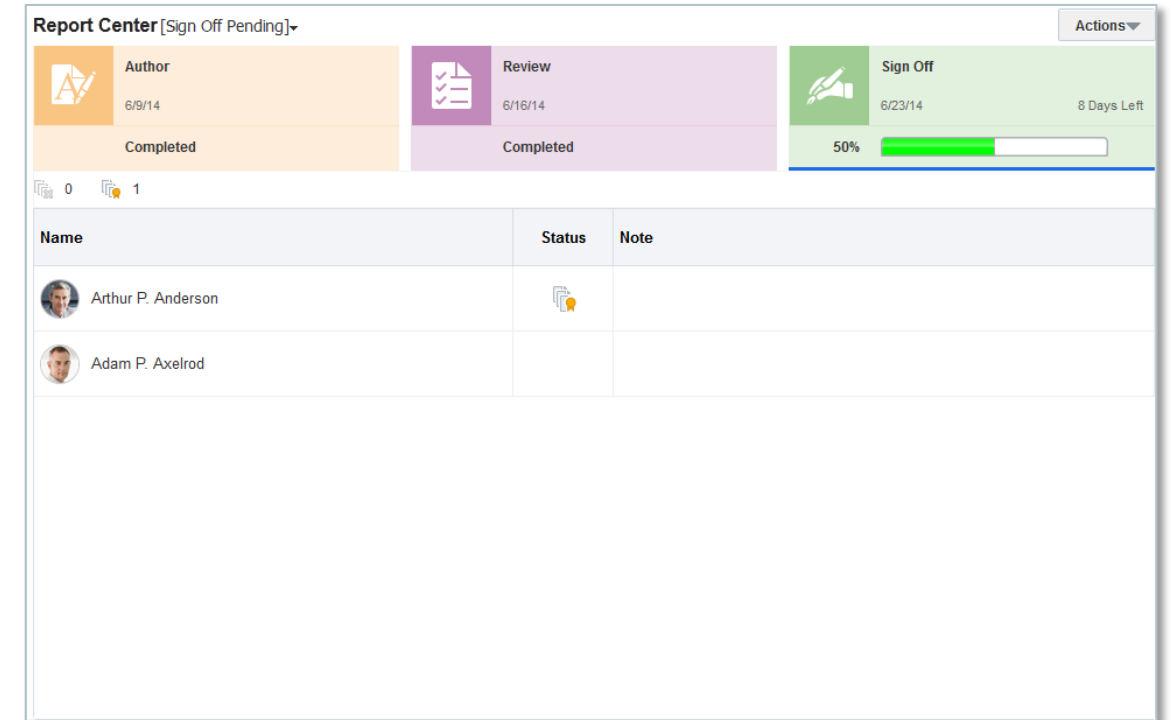 Report Center [Sign Off Pending]
Actions
Author
6/9/14
Completed
Review
6/16/14
Completed
Sign Off
6/23/14 8 Days Left
50%
0 1
Name Status Note
Arthur P. Anderson
Adam P. Axelrod